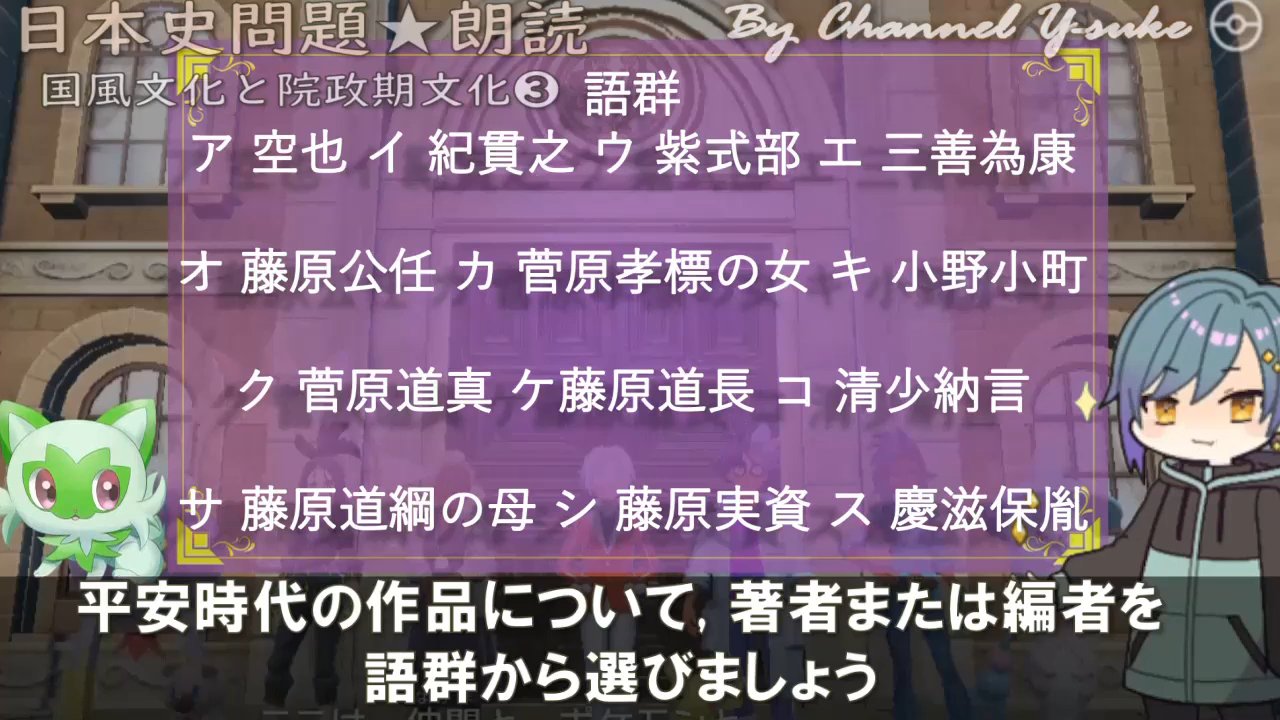 日本史問題★朗読
By Channel Y-suke
国風文化と院政期文化❸
語群
ア 空也 イ 紀貫之 ウ 紫式部 エ 三善為康
オ 藤原公任 カ 菅原孝標の女 キ 小野小町
ク 菅原道真 ケ藤原道長 コ 清少納言
サ 藤原道綱の母 シ 藤原実資 ス 慶滋保胤
平安時代の作品について, 著者または編者を
語群から選びましょう